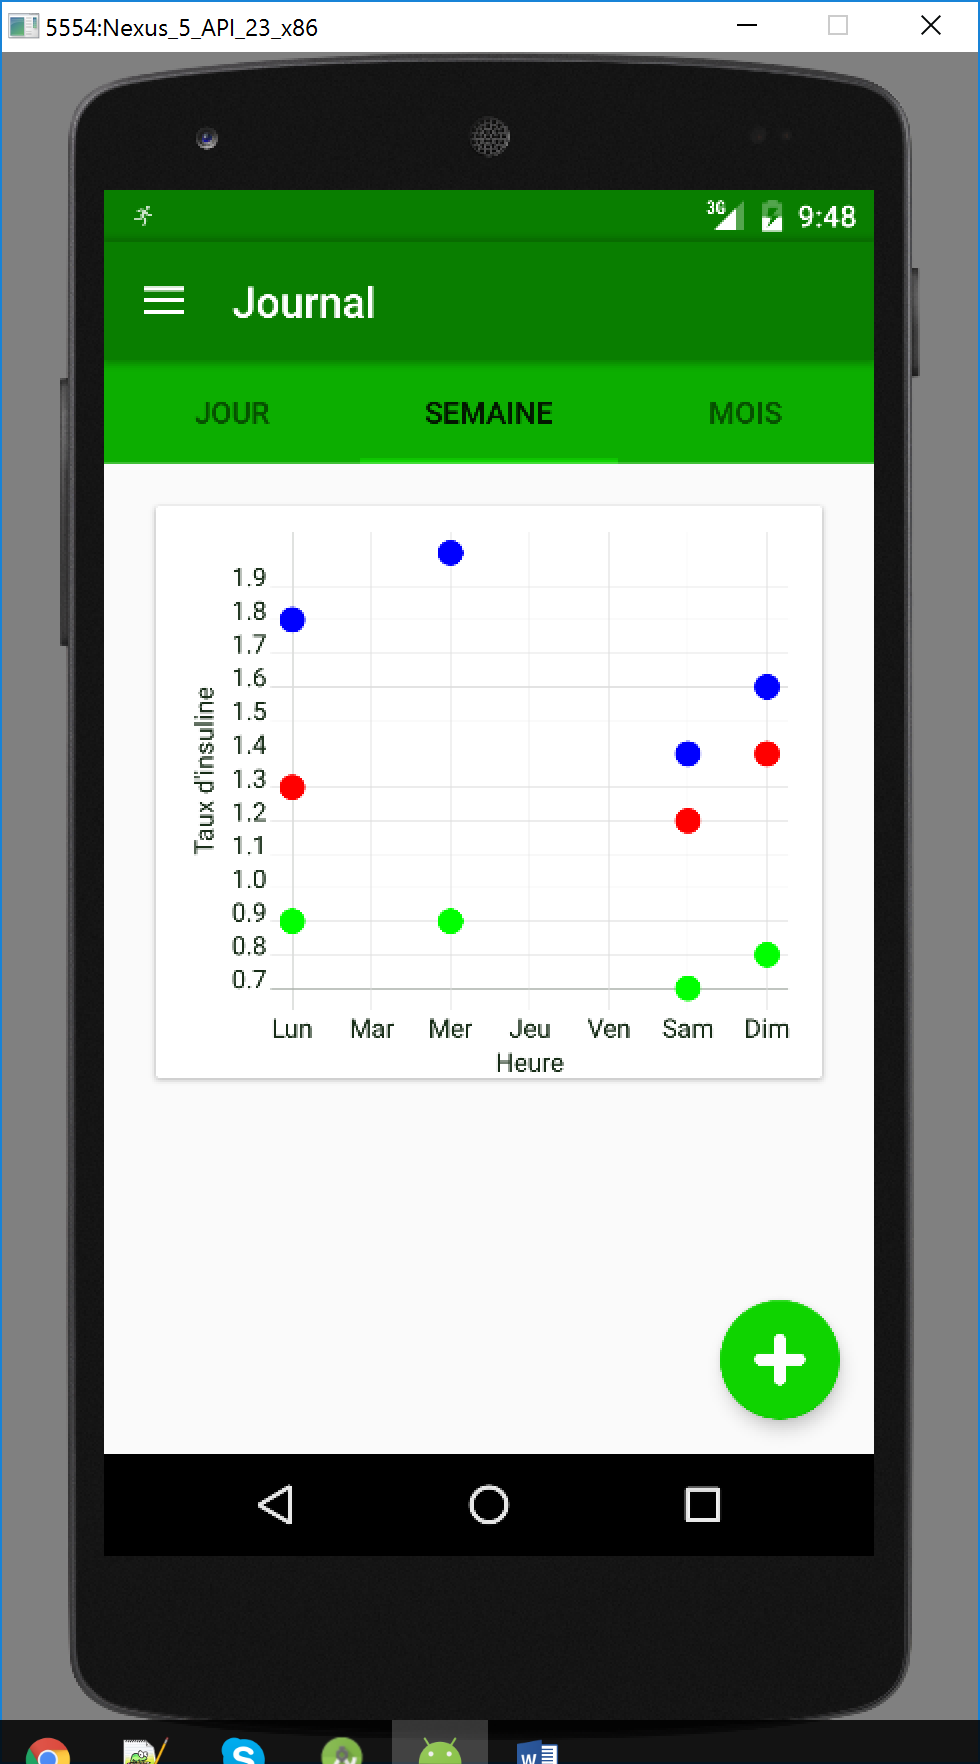 5554:Nexus_5_API_23_x86
3G 9:48
Journal
JOUR SEMAINE MOIS
Taux d'insuline
1.9
1.8
1.7
1.6
1.5
1.4
1.3
1.2
1.1
1.0
0.9
0.8
0.7
Lun Mar Mer Jeu Ven Sam Dim
Heure
S W